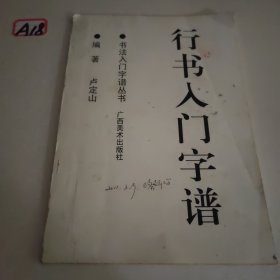 A18
行书入门字谱
●书法入门字谱丛书
广西美术出版社
●编著 卢定山